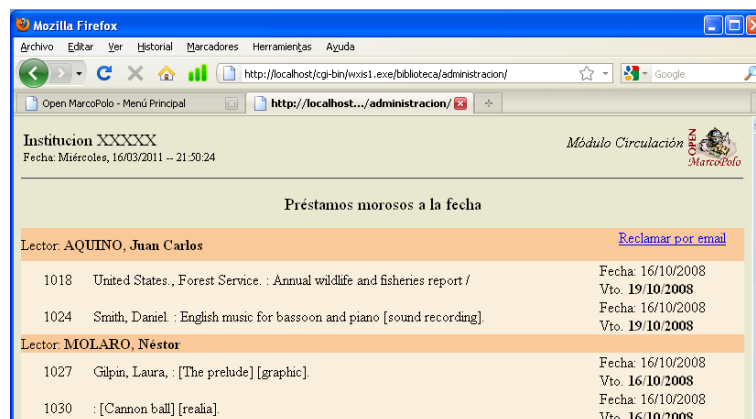 Mozilla Firefox
Archivo Editar Ver Historial Marcadores Herramientas Ayuda
http://localhost/cgi-bin/wxis1.exe/biblioteca/administracion/ Google
Open MarcoPolo - Menú Principal http://localhost.../administracion/
Institucion XXXXX
Fecha: Miércoles, 16/03/2011 -- 21:50:24
Módulo Circulación
OPEN
MarcoPolo
Préstamos morosos a la fecha
Lector: AQUINO, Juan Carlos Reclamar por email
1018 United States., Forest Service. : Annual wildlife and fisheries report / Fecha: 16/10/2008
Vto. 19/10/2008
1024 Smith, Daniel. : English music for bassoon and piano [sound recording]. Fecha: 16/10/2008
Vto. 19/10/2008
Lector: MOLARO, Néstor
1027 Gilpin, Laura, : [The prelude] [graphic]. Fecha: 16/10/2008
Vto. 16/10/2008
1030 : [Cannon ball] [realia]. Fecha: 16/10/2008
Vto. 16/10/2008